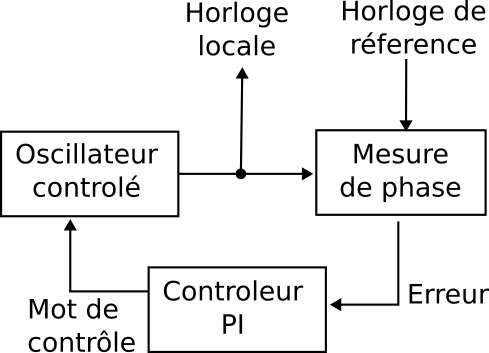 Horloge
locale
Horloge de
réference
Oscillateur
controlé
Mesure
de phase
Controleur
PI
Erreur
Mot de
contrôle